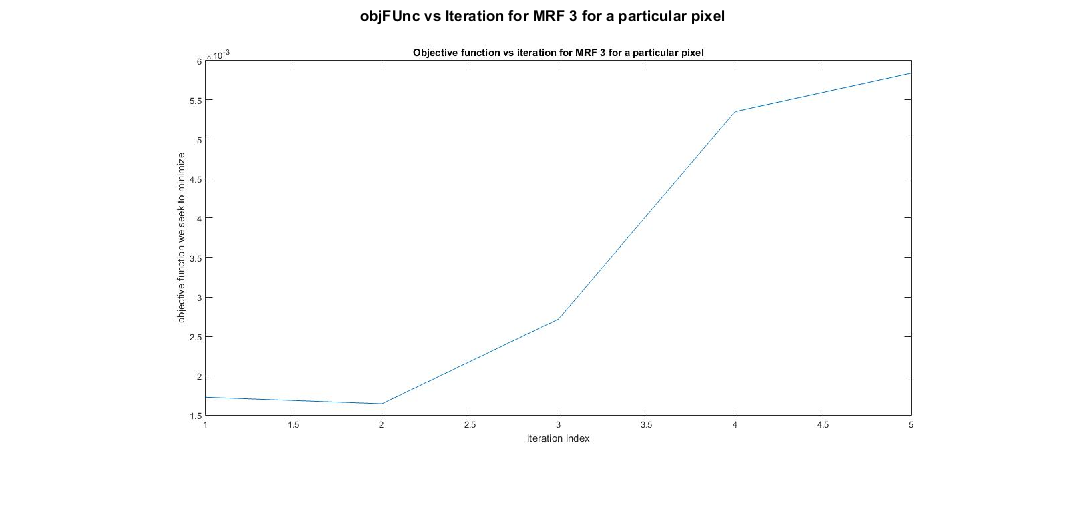 objFUnc vs Iteration for MRF 3 for a particular pixel
Objective function vs iteration for MRF 3 for a particular pixel
×10-3
6
5.5
5
4.5
4
3.5
3
2.5
2
1.5
objective function we seek to minimize
1 1.5 2 2.5 3 3.5 4 4.5 5
iteration index